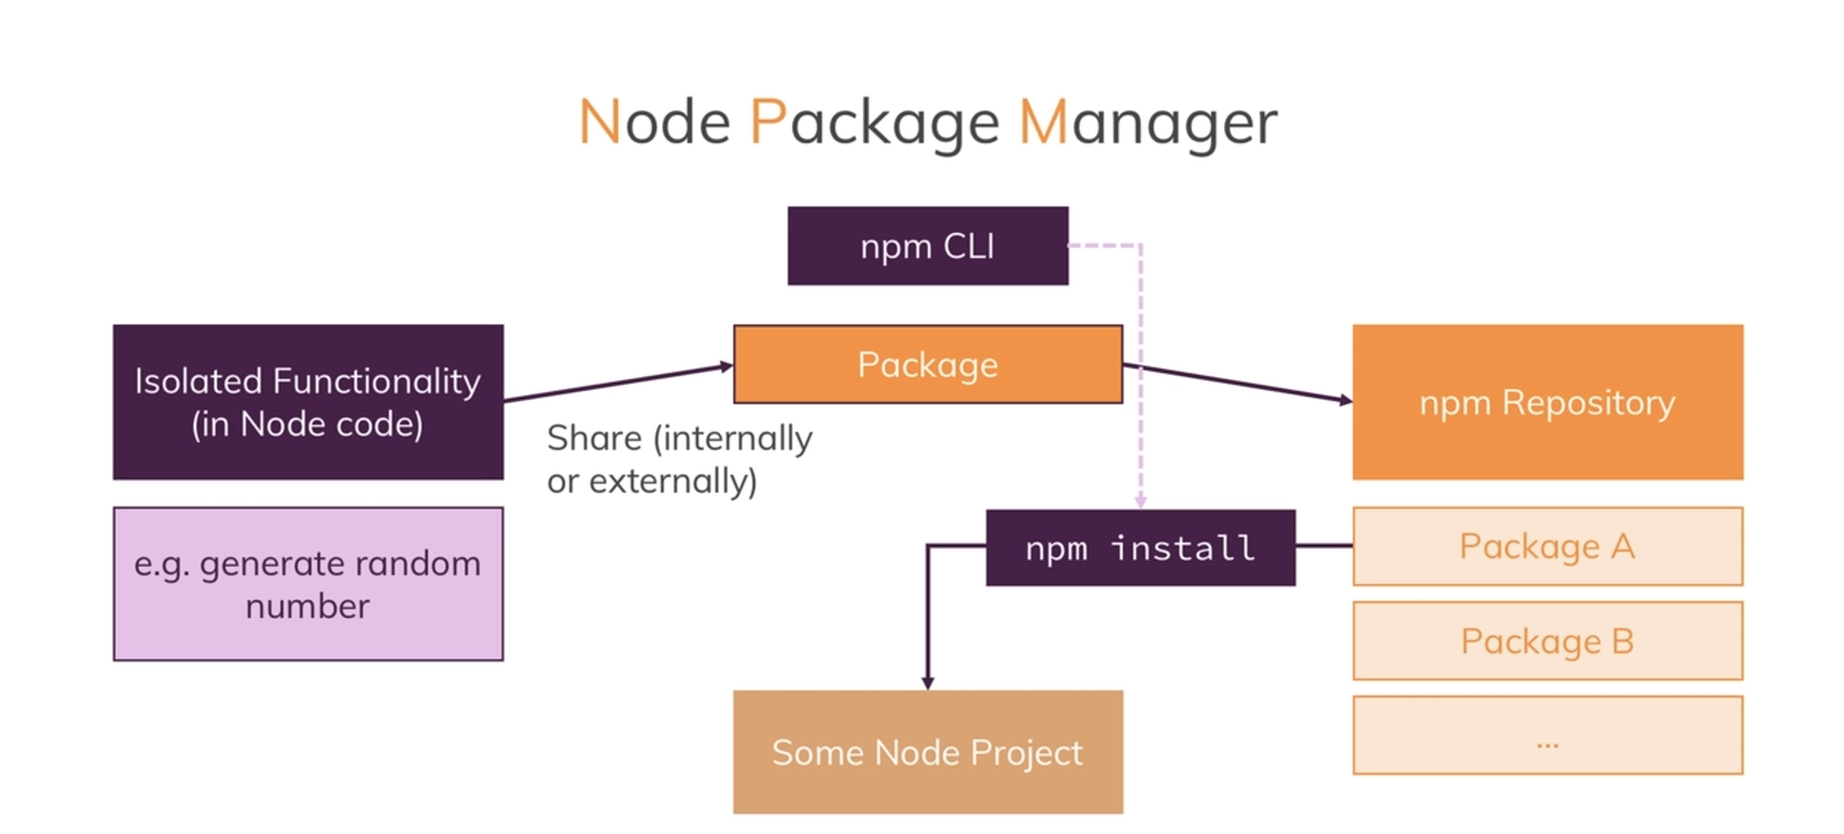 Node Package Manager
npm CLI
Isolated Functionality
(in Node code)
Package
npm Repository
Share (internally
or externally)
e.g. generate random
number
npm install
Package A
Package B
...
Some Node Project